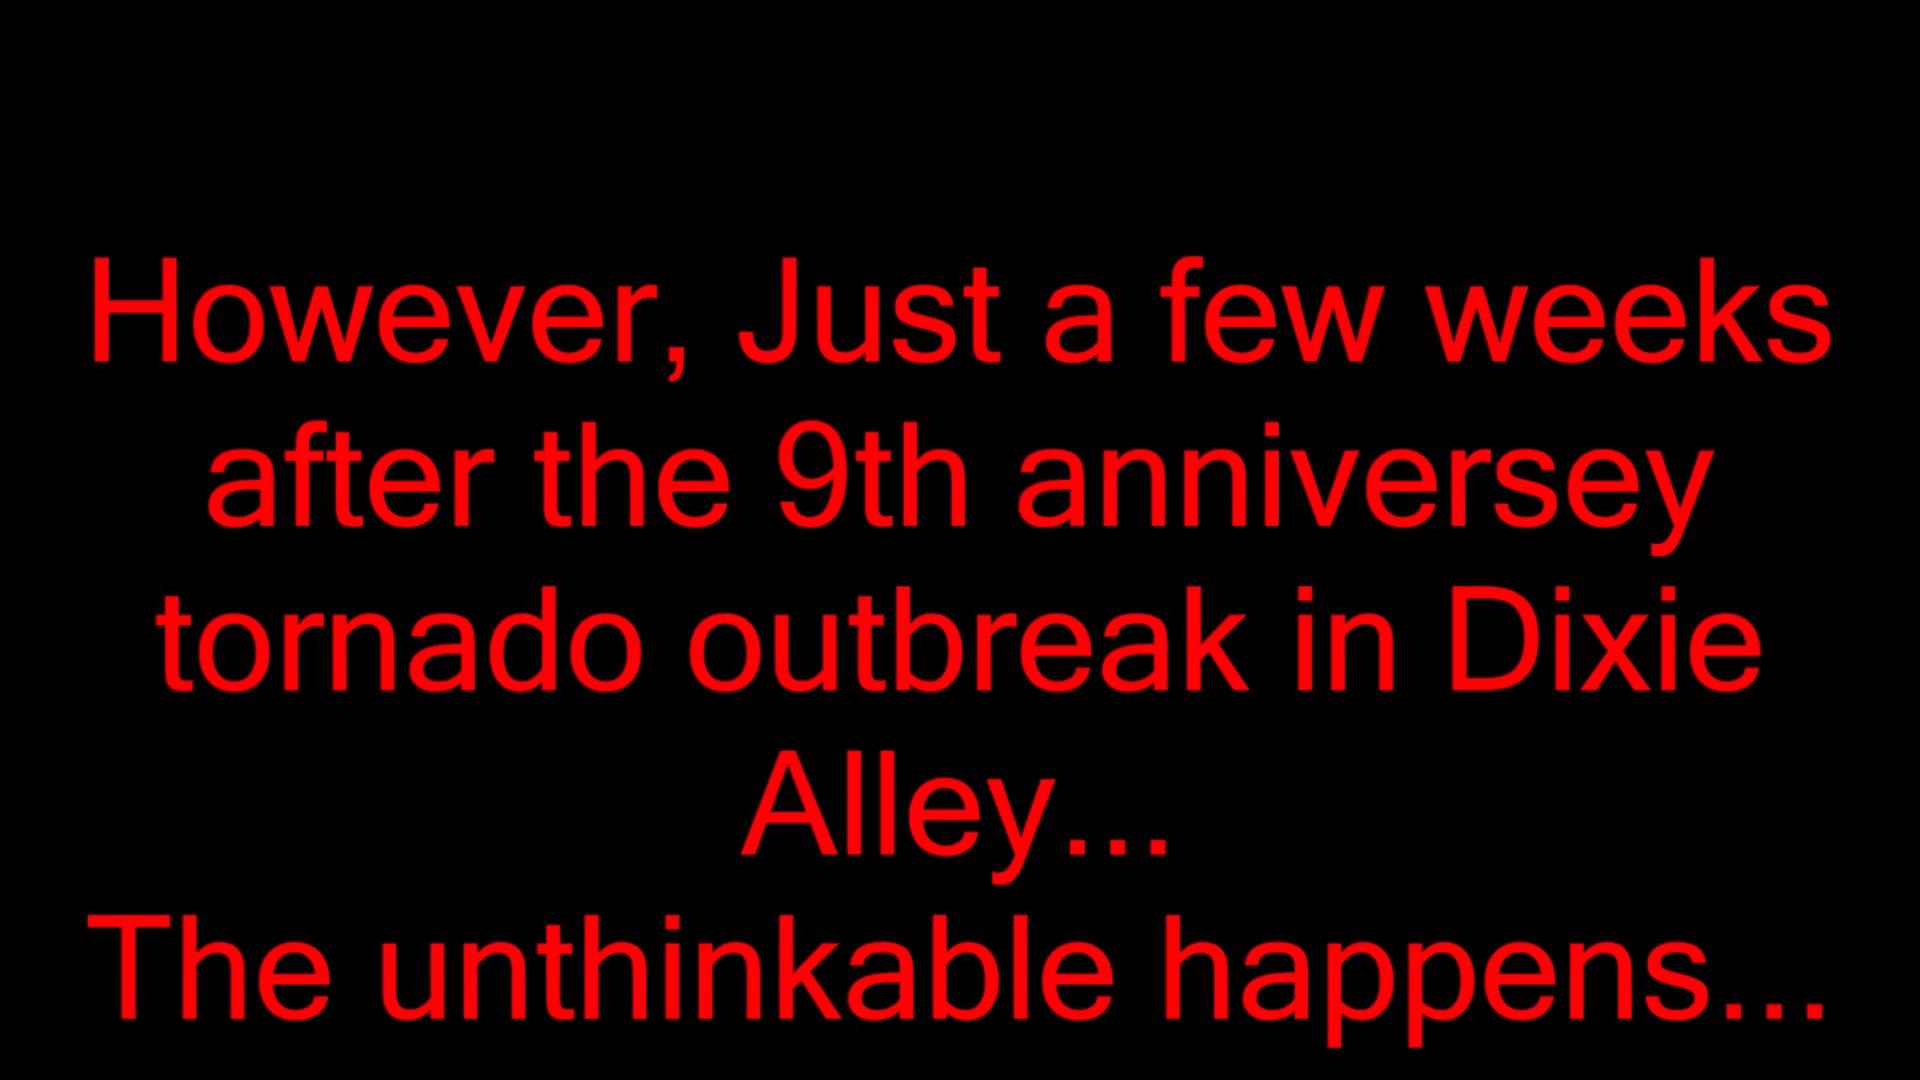 However, Just a few weeks
after the 9th anniversey
tornado outbreak in Dixie
Alley...
The unthinkable happens...